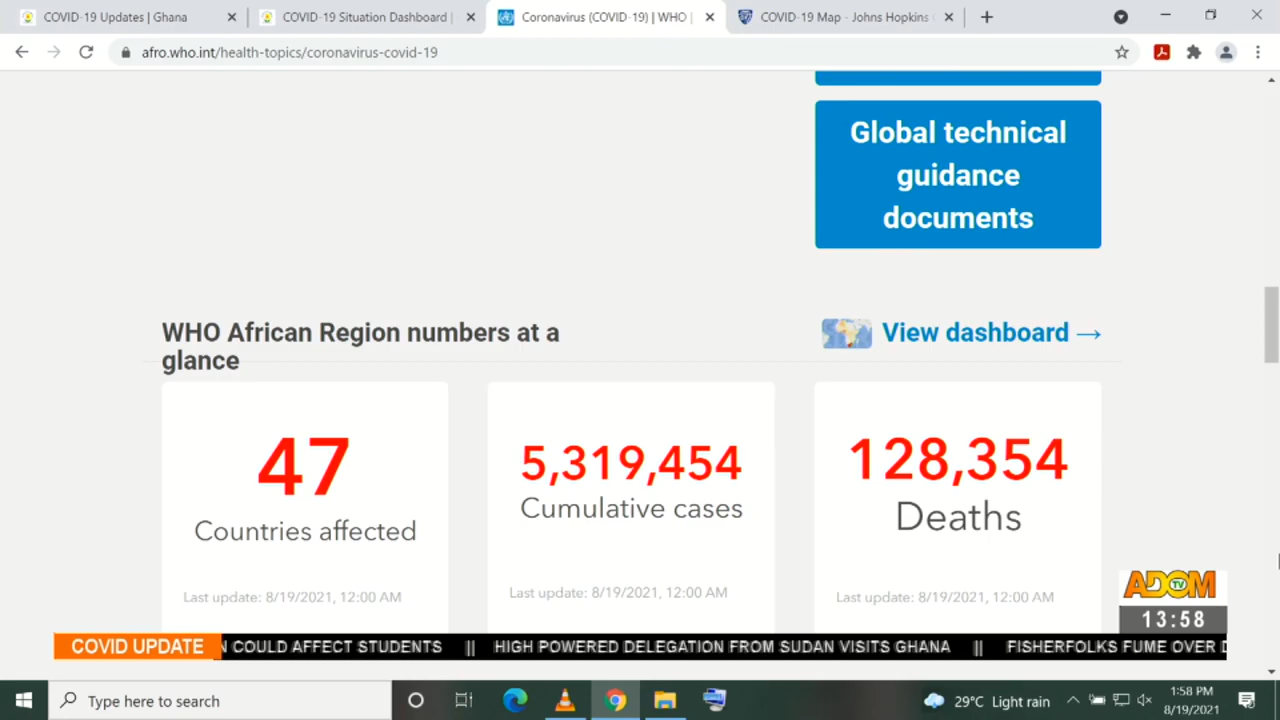 COVID-19 Updates | Ghana
COVID-19 Situation Dashboard |
Coronavirus (COVID-19) | WHO |
COVID-19 Map - Johns Hopkins
afro.who.int/health-topics/coronavirus-covid-19
Global technical
guidance
documents
WHO African Region numbers at a
glance
View dashboard →
47
Countries affected
Last update: 8/19/2021, 12:00 AM
5,319,454
Cumulative cases
Last update: 8/19/2021, 12:00 AM
128,354
Deaths
Last update: 8/19/2021, 12:00 AM
ADOM TV
13:58
COVID UPDATE
N COULD AFFECT STUDENTS || HIGH POWERED DELEGATION FROM SUDAN VISITS GHANA || FISHERFOLKS FUME OVER
Type here to search
29°C Light rain
1:58 PM
8/19/2021